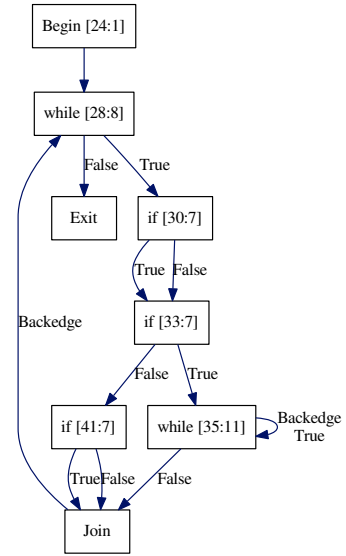 Begin [24:1]
while [28:8]
False
True
Exit
if [30:7]
True
False
Backedge
if [33:7]
False
True
if [41:7]
while [35:11]
Backedge
True
True
False
False
Join